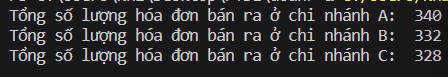 Tổng số lượng hóa đơn bán ra ở chi nhánh A:  340
Tổng số lượng hóa đơn bán ra ở chi nhánh B:  332
Tổng số lượng hóa đơn bán ra ở chi nhánh C:  328